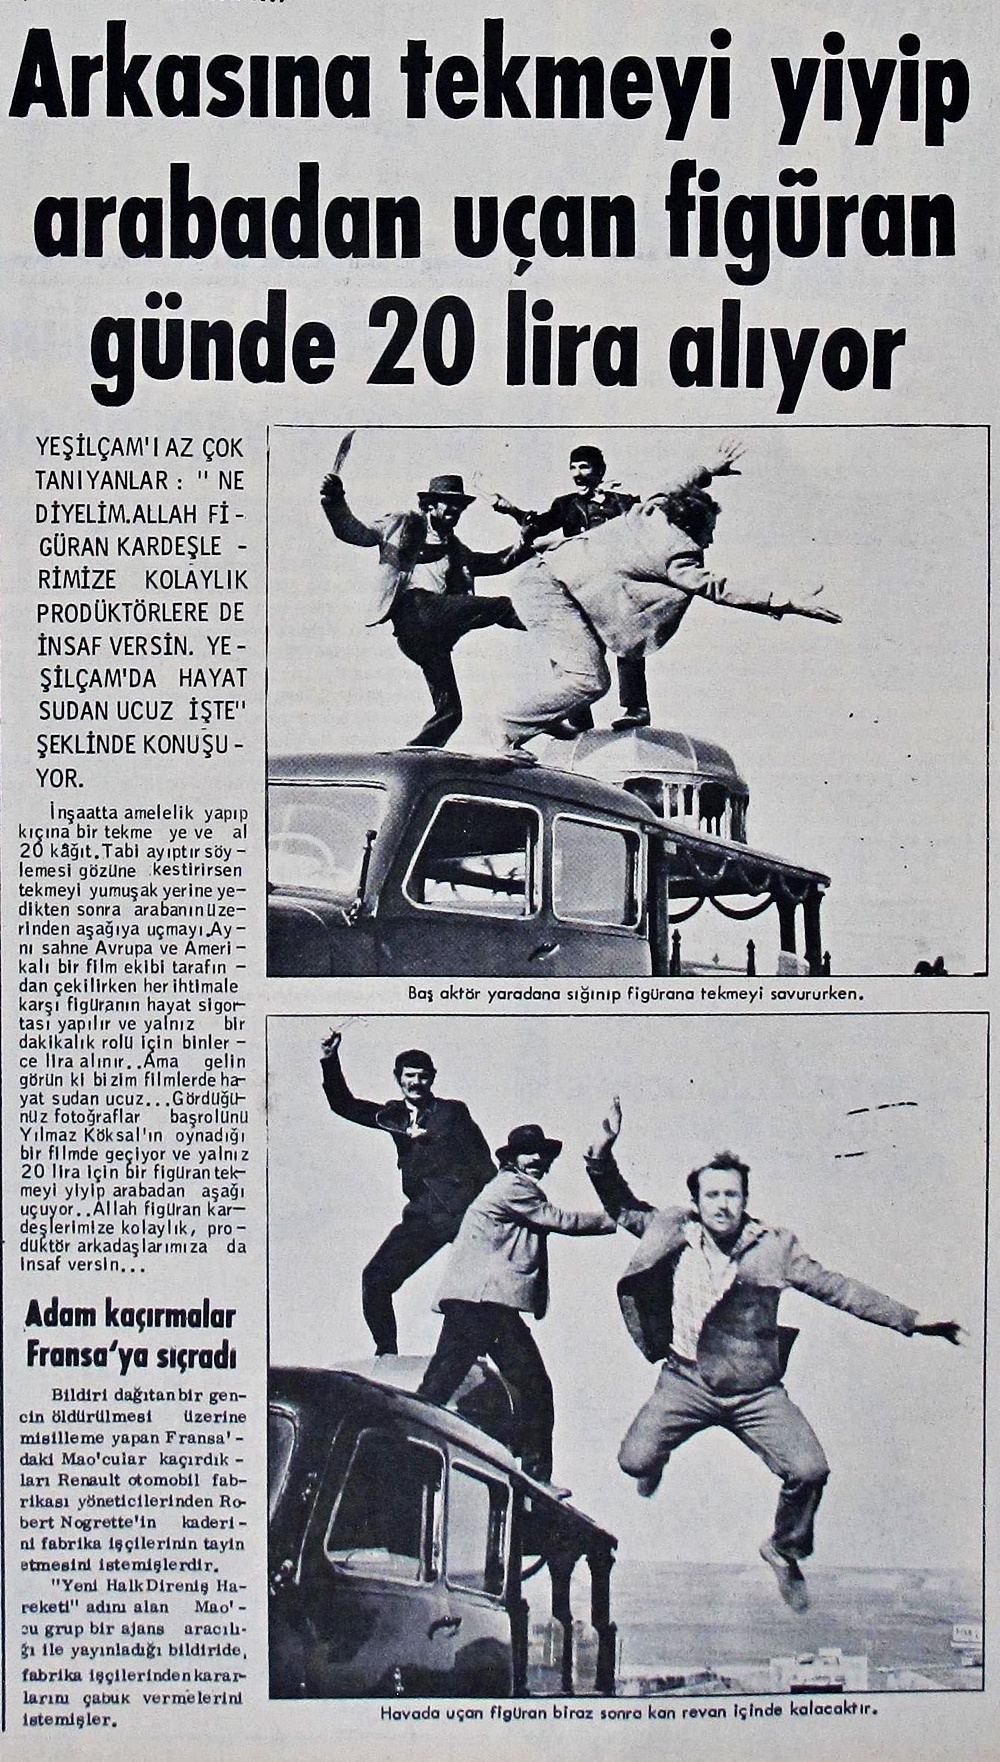 Arkasına tekmeyi yiyip
arabadan uçan figüran
günde 20 lira alıyor
YEŞİLÇAM'I AZ ÇOK
TANIYANLAR : " NE
DİYELİM.ALLAH Fİ -
GÜRAN KARDEŞLE -
RİMİZE KOLAYLIK
PRODÜKTÖRLERE DE
İNSAF VERSİN. YE -
ŞİLÇAM'DA HAYAT
SUDAN UCUZ İŞTE"
ŞEKLİNDE KONUŞU -
YOR.
İnşaatta amelelik yapıp
kıçına bir tekme ye ve al
20 kâğıt.Tabi ayıptır söy -
lemesi gözüne kestirirsen
tekmeyi yumuşak yerine ye-
dikten sonra arabanın üze-
rinden aşağıya uçmayı.Ay-
nı sahne Avrupa ve Ameri -
kalı bir film ekibi tarafın -
dan çekilirken her ihtimale
karşı figüranın hayat sigor-
tası yapılır ve yalnız bir
dakikalık rolü için binler -
ce lira alınır..Ama gelin
görün ki bizim filmlerde ha-
yat sudan ucuz...Gördüğü-
nüz fotoğraflar başrolünü
Yılmaz Köksal'ın oynadığı
bir filmde geçiyor ve yalnız
20 lira için bir figüran tek-
meyi yiyip arabadan aşağı
uçuyor..Allah figüran kar-
deşlerimize kolaylık, pro -
düktör arkadaşlarımıza da
insaf versin...
Baş aktör yaradana sığınıp figürana tekmeyi savururken.
Adam kaçırmalar
Fransa'ya sıçradı
Bildiri dağıtan bir gen-
cin öldürülmesi üzerine
misilleme yapan Fransa' -
daki Mao'cular kaçırdık -
ları Renault otomobil fab-
rikası yöneticilerinden Ro-
bert Nogrette'in kaderi -
ni fabrika işçilerinin tayin
etmesini istemişlerdir.
"Yeni Halk Direniş Ha-
reketi" adını alan Mao' -
cu grup bir ajans aracılı-
ğı ile yayınladığı bildiride,
fabrika işçilerinden karar-
larını çabuk vermelerini
istemişler.
Havada uçan figüran biraz sonra kan revan içinde kalacaktır.